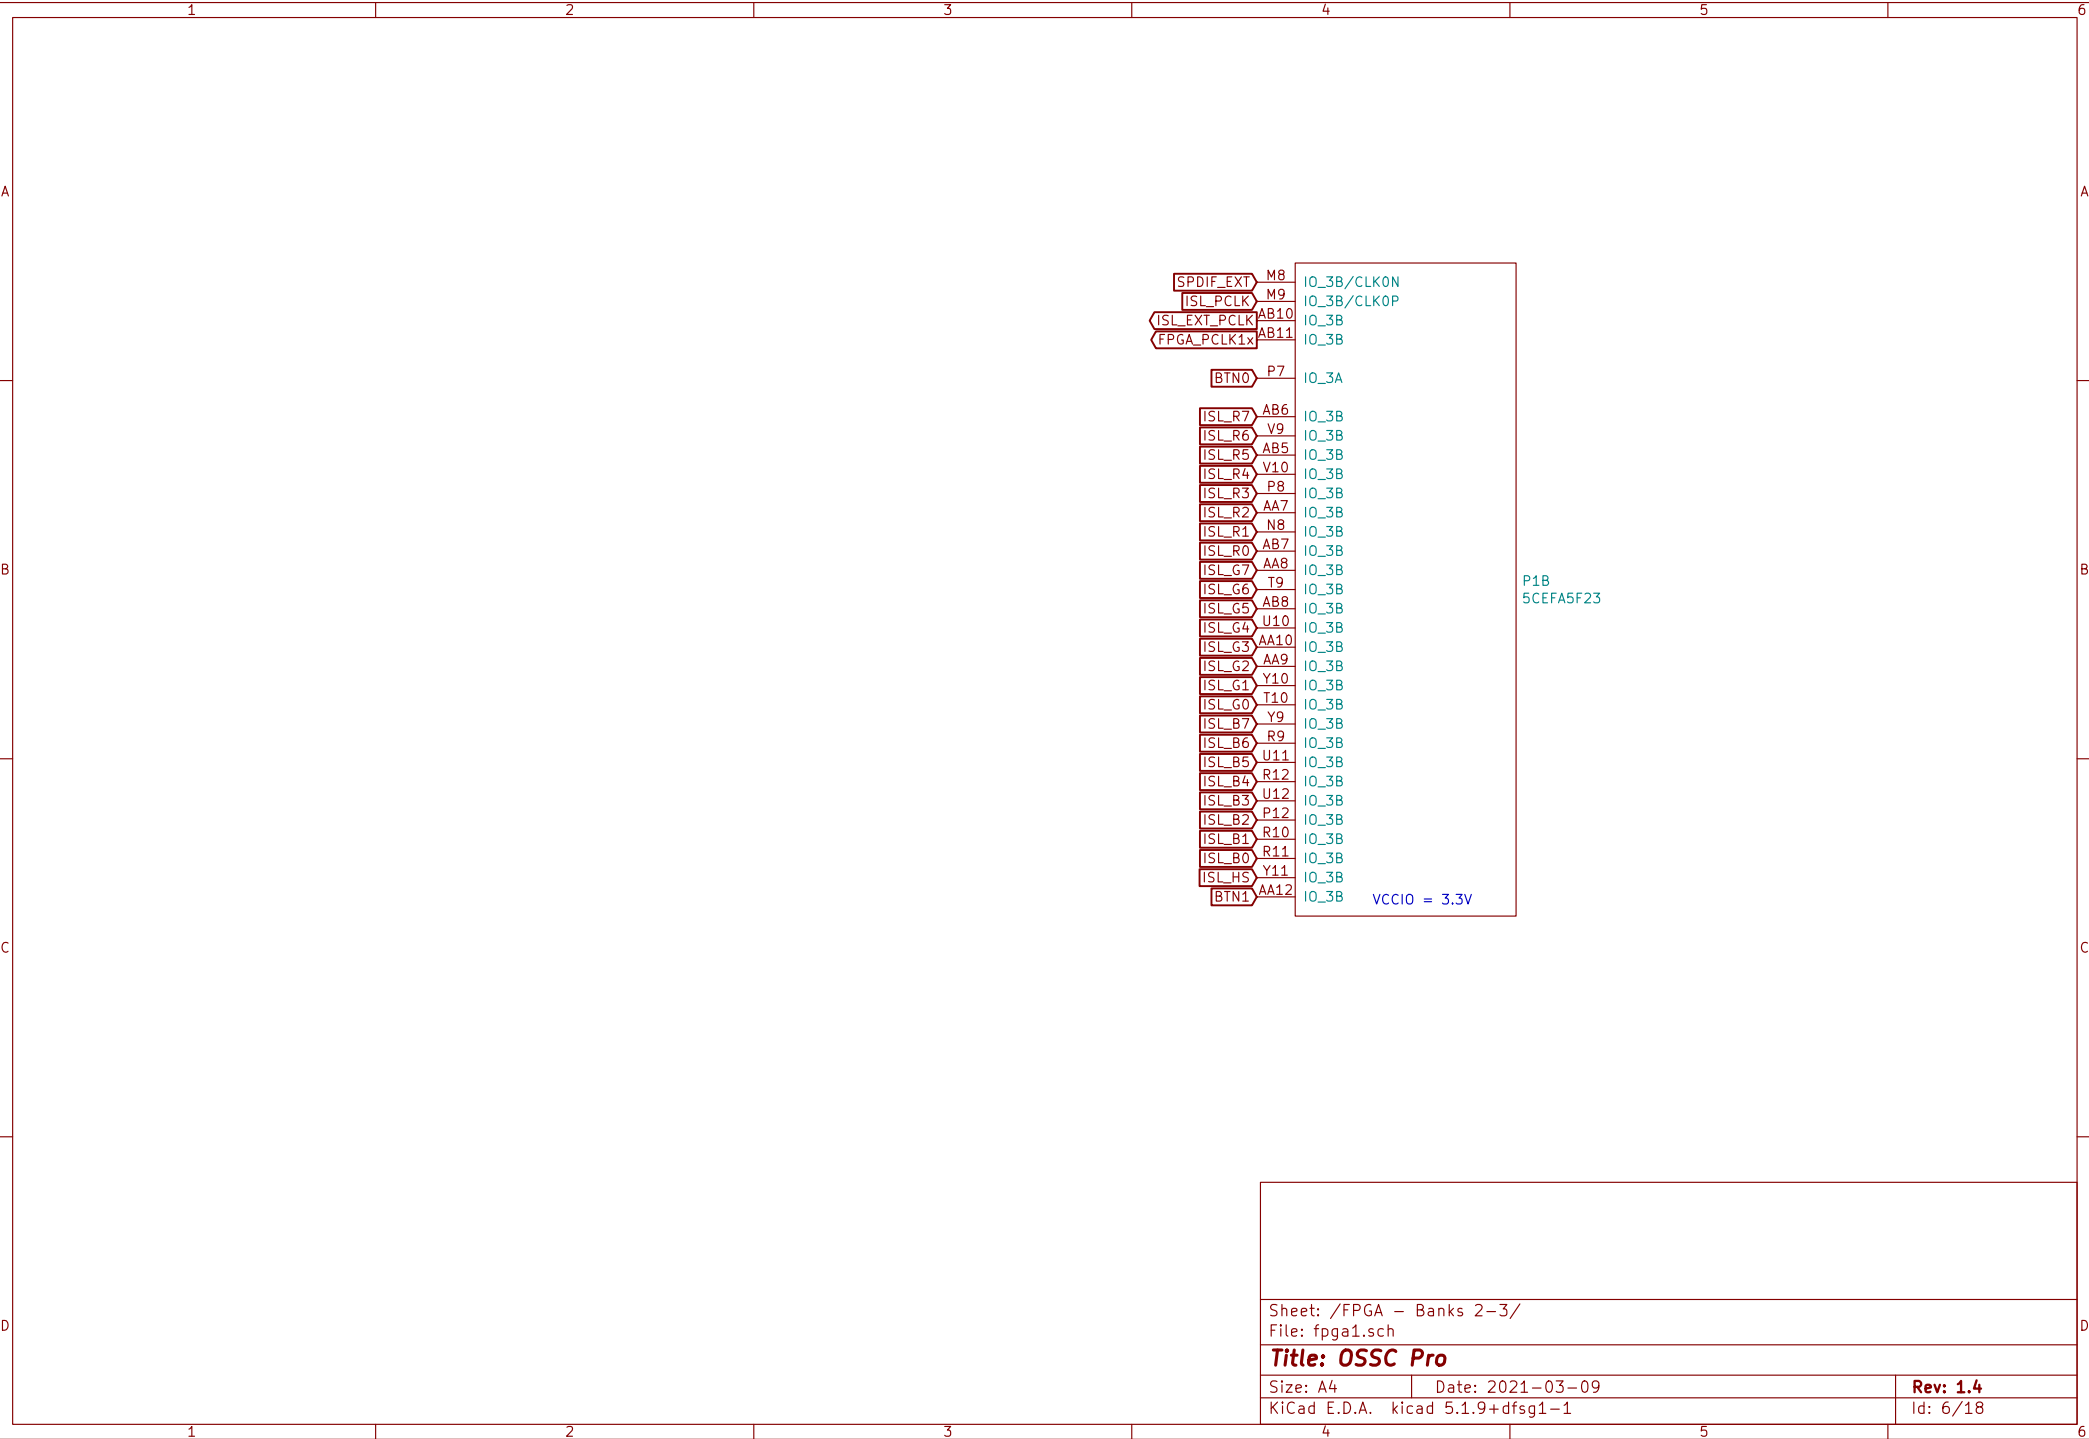 1 2 3 4 5 6
A A
SPDIF_EXT M8 IO_3B/CLK0N
ISL_PCLK M9 IO_3B/CLK0P
ISL_EXT_PCLK AB10 IO_3B
FPGA_PCLK1x AB11 IO_3B
BTN0 P7 IO_3A
ISL_R7 AB6 IO_3B
ISL_R6 V9 IO_3B
ISL_R5 AB5 IO_3B
ISL_R4 V10 IO_3B
ISL_R3 P8 IO_3B
ISL_R2 AA7 IO_3B
ISL_R1 N8 IO_3B
ISL_R0 AB7 IO_3B
B ISL_G7 AA8 IO_3B B
P1B
ISL_G6 T9 IO_3B
5CEFA5F23
ISL_G5 AB8 IO_3B
ISL_G4 U10 IO_3B
ISL_G3 AA10 IO_3B
ISL_G2 AA9 IO_3B
ISL_G1 Y10 IO_3B
ISL_G0 T10 IO_3B
ISL_B7 Y9 IO_3B
ISL_B6 R9 IO_3B
ISL_B5 U11 IO_3B
ISL_B4 R12 IO_3B
ISL_B3 U12 IO_3B
ISL_B2 P12 IO_3B
ISL_B1 R10 IO_3B
ISL_B0 R11 IO_3B
ISL_HS Y11 IO_3B
BTN1 AA12 IO_3B VCCIO = 3.3V
C C
Sheet: /FPGA - Banks 2-3/
D File: fpga1.sch D
Title: OSSC Pro
Size: A4 Date: 2021-03-09 Rev: 1.4
KiCad E.D.A. kicad 5.1.9+dfsg1-1 Id: 6/18
1 2 3 4 5 6